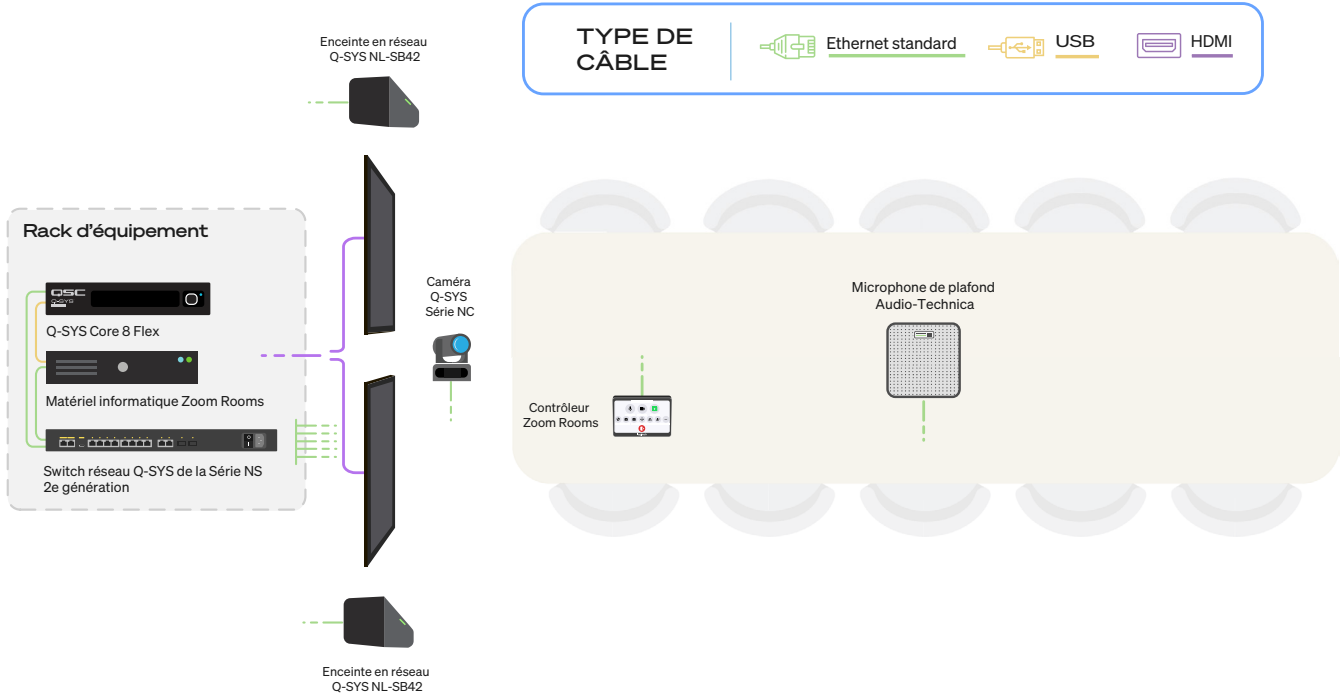 Enceinte en réseau
Q-SYS NL-SB42
TYPE DE
CÂBLE
Ethernet standard
USB
HDMI
Rack d’équipement
QSC
Q-SYS
Q-SYS Core 8 Flex
Matériel informatique Zoom Rooms
Switch réseau Q-SYS de la Série NS
2e génération
Caméra
Q-SYS
Série NC
Microphone de plafond
Audio-Technica
Contrôleur
Zoom Rooms
Enceinte en réseau
Q-SYS NL-SB42